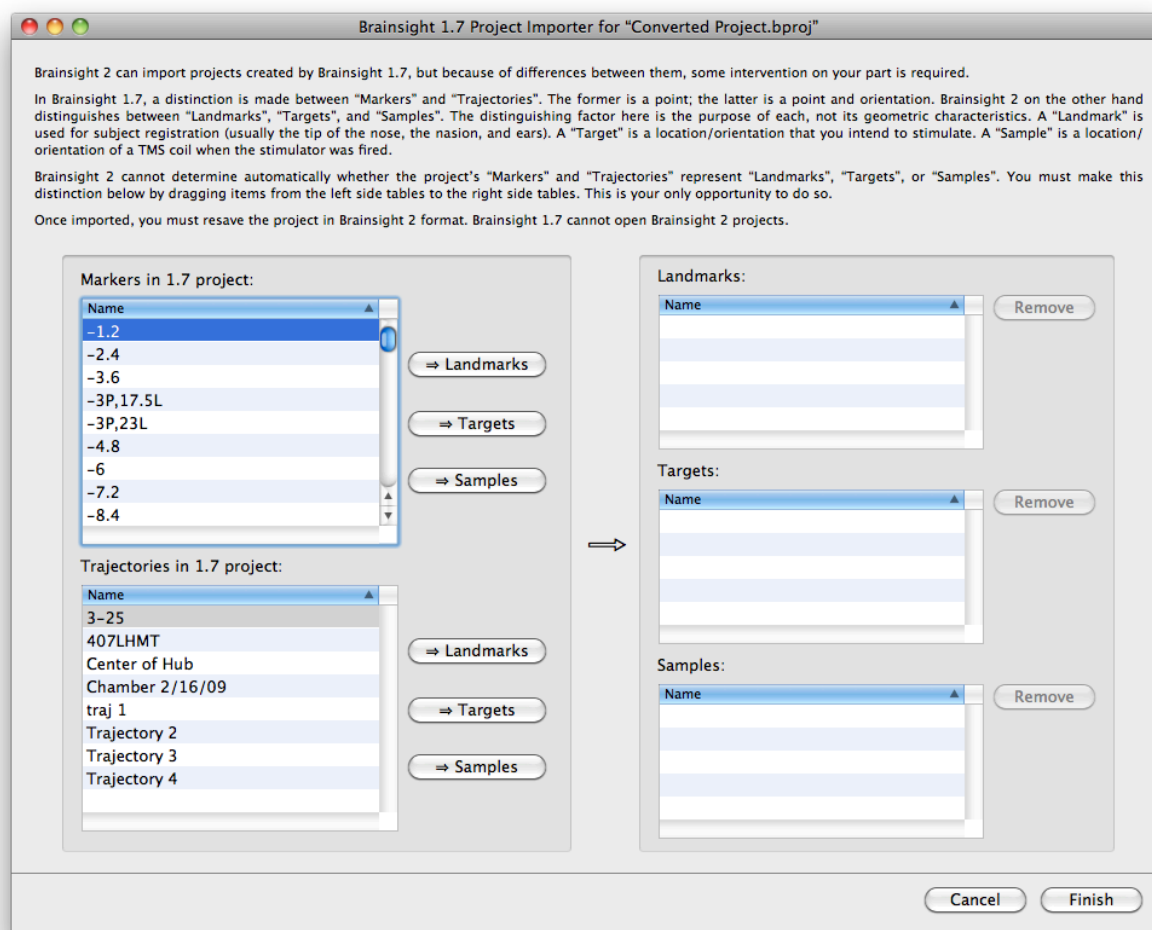 Brainsight 1.7 Project Importer for “Converted Project.bproj”
Brainsight 2 can import projects created by Brainsight 1.7, but because of differences between them, some intervention on your part is required.
In Brainsight 1.7, a distinction is made between “Markers” and “Trajectories”. The former is a point; the latter is a point and orientation. Brainsight 2 on the other hand
distinguishes between “Landmarks”, “Targets”, and “Samples”. The distinguishing factor here is the purpose of each, not its geometric characteristics. A “Landmark” is
used for subject registration (usually the tip of the nose, the nasion, and ears). A “Target” is a location/orientation that you intend to stimulate. A “Sample” is a location/
orientation of a TMS coil when the stimulator was fired.
Brainsight 2 cannot determine automatically whether the project’s “Markers” and “Trajectories” represent “Landmarks”, “Targets”, or “Samples”. You must make this
distinction below by dragging items from the left side tables to the right side tables. This is your only opportunity to do so.
Once imported, you must resave the project in Brainsight 2 format. Brainsight 1.7 cannot open Brainsight 2 projects.
Markers in 1.7 project:
Name
-1.2
-2.4
-3.6
-3P,17.5L
-3P,23L
-4.8
-6
-7.2
-8.4
⇒ Landmarks
⇒ Targets
⇒ Samples
Trajectories in 1.7 project:
Name
3-25
407LHMT
Center of Hub
Chamber 2/16/09
traj 1
Trajectory 2
Trajectory 3
Trajectory 4
⇒ Landmarks
⇒ Targets
⇒ Samples
Landmarks:
Name
Remove
Targets:
Name
Remove
Samples:
Name
Remove
Cancel
Finish